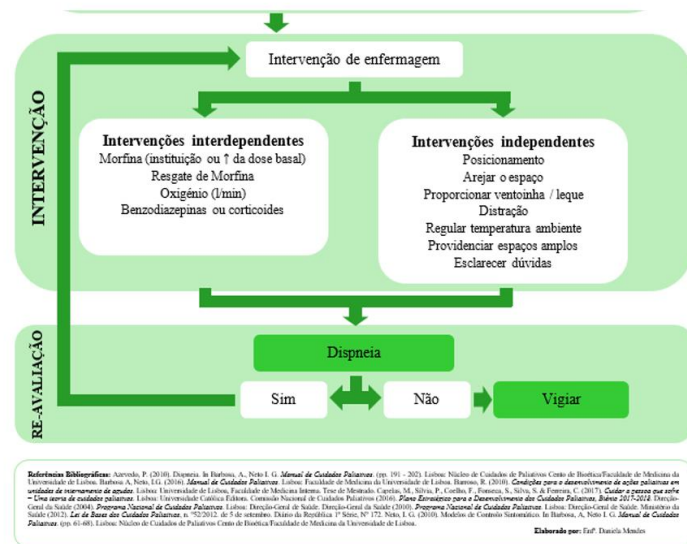 INTERVENÇÃO
Intervenção de enfermagem
Intervenções interdependentes
Morfina (instituição ou ↑ da dose basal)
Resgate de Morfina
Oxigénio (l/min)
Benzodiazepinas ou corticoides
Intervenções independentes
Posicionamento
Arejar o espaço
Proporcionar ventoinha / leque
Distração
Regular temperatura ambiente
Providenciar espaços amplos
Esclarecer dúvidas
RE-AVALIAÇÃO
Dispneia
Sim
Não
Vigiar
Referências Bibliográficas: Azevedo, P. (2010). Dispneia. In Barbosa, A., Neto I. G. Manual de Cuidados Paliativos. (pp. 191 - 202). Lisboa: Núcleo de Cuidados de Paliativos Cento de Bioética/Faculdade de Medicina da
Universidade de Lisboa. Barbosa A, Neto, I.G. (2016). Manual de Cuidados Paliativos. Lisboa: Faculdade de Medicina da Universidade de Lisboa. Barroso, R. (2010). Condições para o desenvolvimento de ações paliativas em
unidades de internamento de agudos. Lisboa: Universidade de Lisboa, Faculdade de Medicina Interna. Tese de Mestrado. Capelas, M., Silvia, P., Coelho, F., Fonseca, S., Silva, S. & Ferreira, C. (2017). Cuidar a pessoa que sofre
– Uma teoria de cuidados paliativos. Lisboa: Universidade Católica Editora. Comissão Nacional de Cuidados Paliativos (2016). Plano Estratégico para o Desenvolvimento dos Cuidados Paliativos, Biénio 2017-2018. Direção-
Geral da Saúde (2004). Programa Nacional de Cuidados Paliativos. Lisboa: Direção-Geral de Saúde. Direção-Geral da Saúde (2010). Programa Nacional de Cuidados Paliativos. Lisboa: Direção-Geral de Saúde. Ministério da
Saúde (2012). Lei de Bases dos Cuidados Paliativos, n. º52/2012. de 5 de setembro. Diário da República 1ª Série, Nº 172. Neto, I. G. (2010). Modelos de Controlo Sintomático. In Barbosa, A, Neto I. G. Manual de Cuidados
Paliativos. (pp. 61-68). Lisboa: Núcleo de Cuidados de Paliativos Cento de Bioética/Faculdade de Medicina da Universidade de Lisboa.
Elaborado por: Enfª. Daniela Mendes